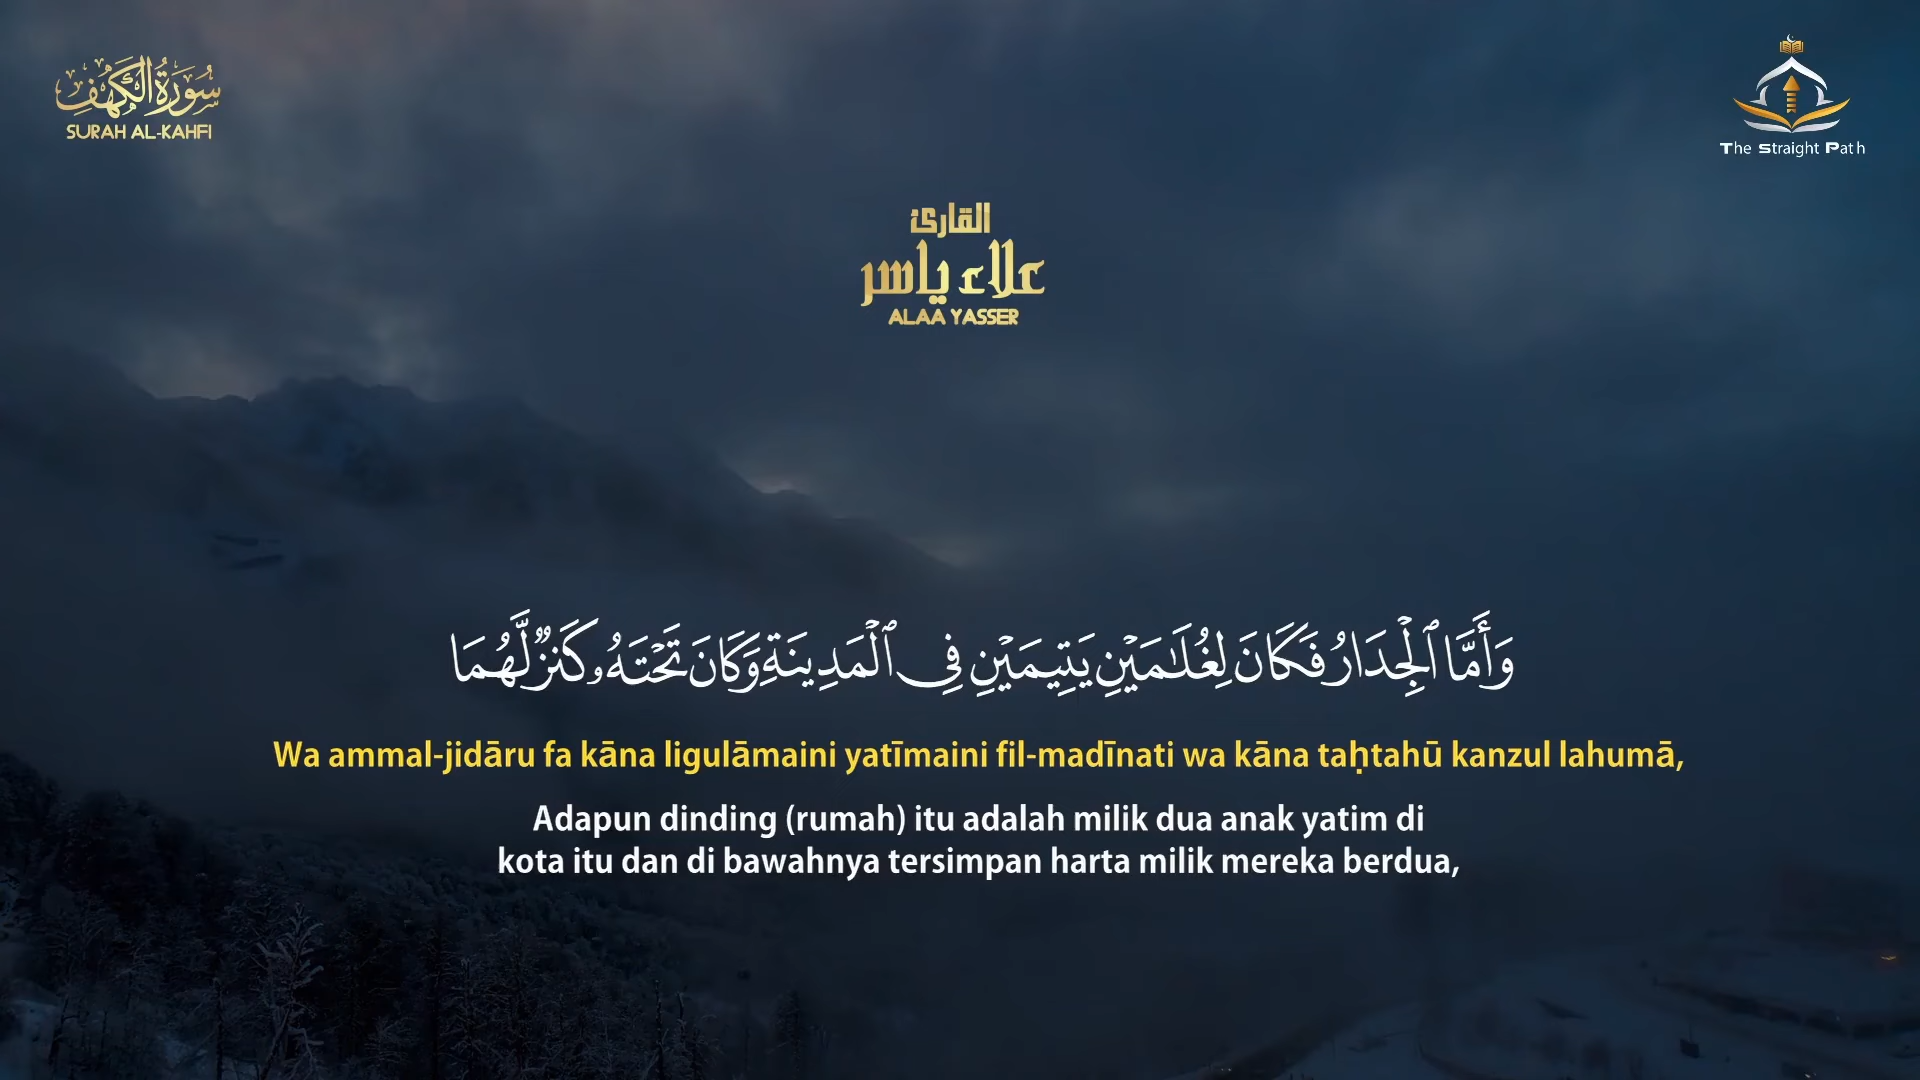 سُورَةُ الْكَهْفِ
SURAH AL-KAHFI
The Straight Path
القارئ
علاء ياسر
ALAA YASSER
وَأَمَّا ٱلْجِدَارُ فَكَانَ لِغُلَـٰمَيْنِ يَتِيمَيْنِ فِى ٱلْمَدِينَةِ وَكَانَ تَحْتَهُۥ كَنزٌ لَّهُمَا
Wa ammal-jidāru fa kāna ligulāmaini yatīmaini fil-madīnati wa kāna taḥtahū kanzul lahumā,
Adapun dinding (rumah) itu adalah milik dua anak yatim di
kota itu dan di bawahnya tersimpan harta milik mereka berdua,